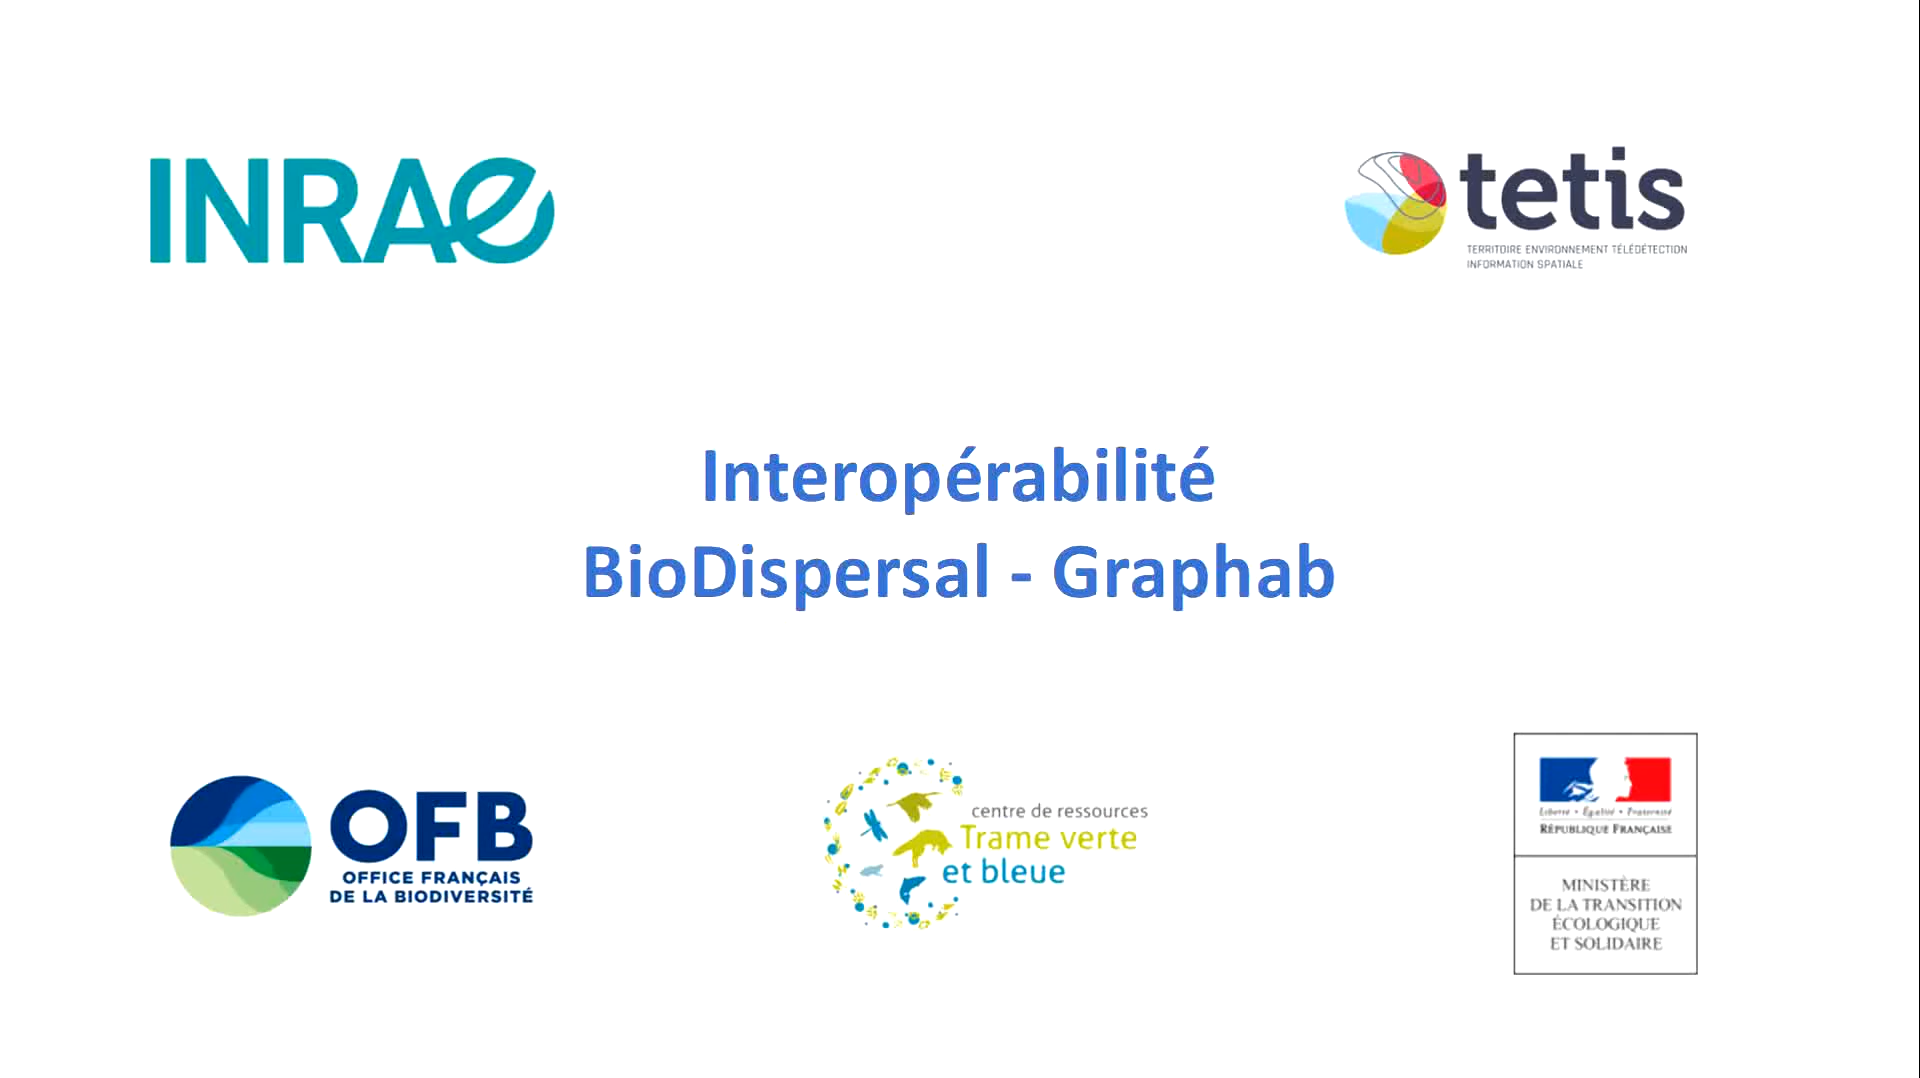 INRAE
tetis
TERRITOIRE ENVIRONNEMENT TÉLÉDÉTECTION
INFORMATION SPATIALE
Interopérabilité
BioDispersal - Graphab
OFB
OFFICE FRANÇAIS
DE LA BIODIVERSITÉ
centre de ressources
Trame verte
et bleue
Liberté • Égalité • Fraternité
RÉPUBLIQUE FRANÇAISE
MINISTÈRE
DE LA TRANSITION
ÉCOLOGIQUE
ET SOLIDAIRE